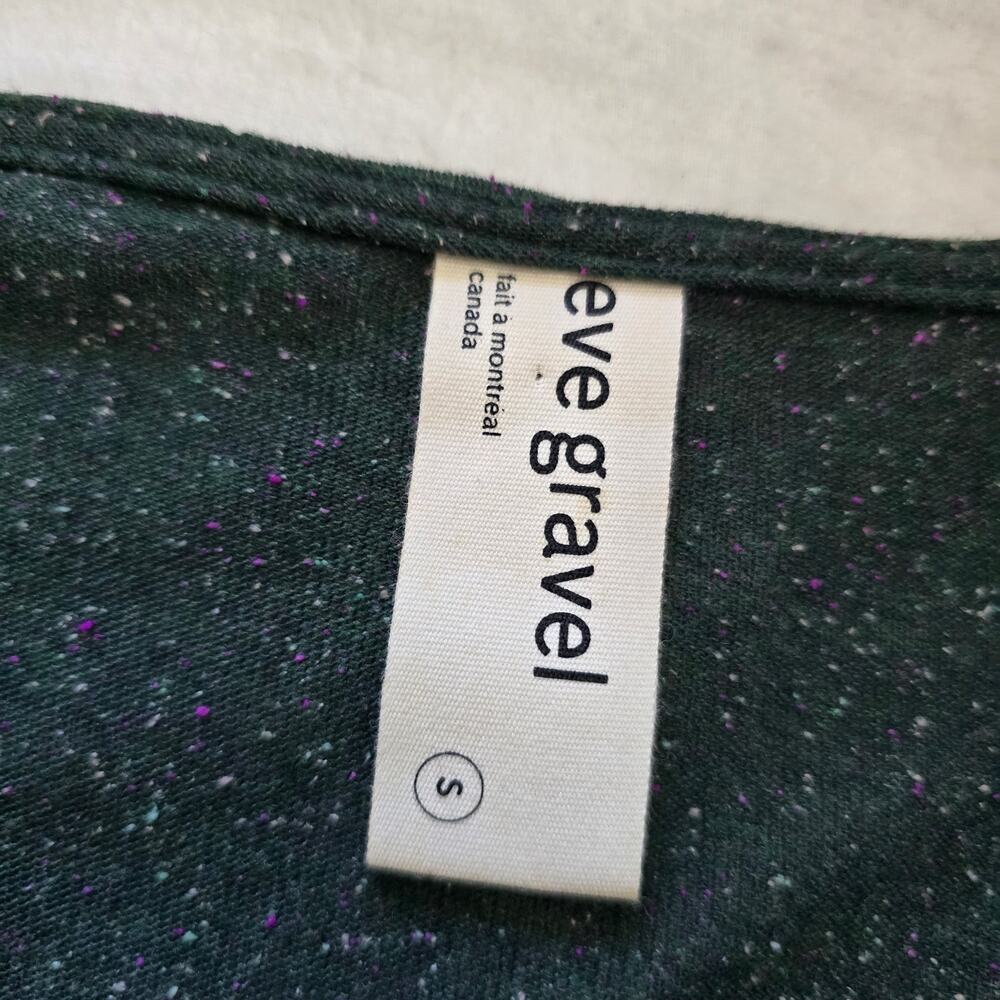 eve gravel
fait à montréal
canada
S